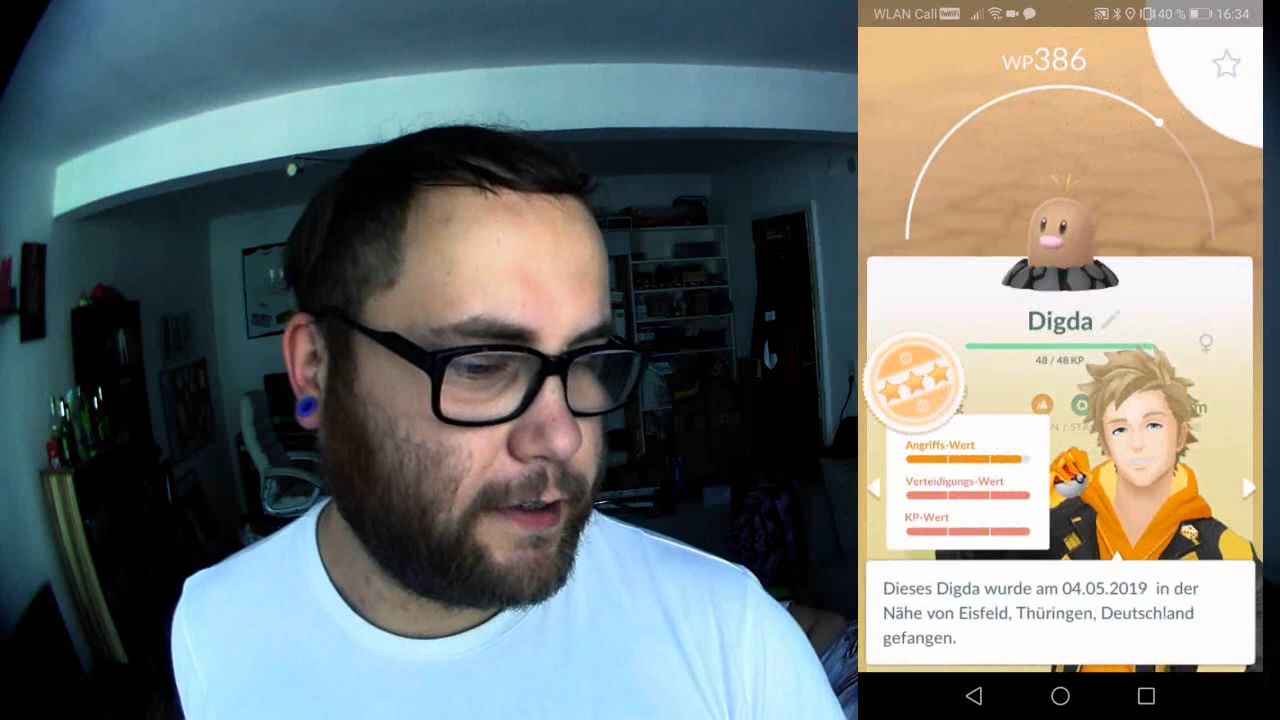 WLAN Call VoWiFi 40 % 16:34
WP386
Digda
48 / 48 KP
Angriffs-Wert
Verteidigungs-Wert
KP-Wert
Dieses Digda wurde am 04.05.2019 in der
Nähe von Eisfeld, Thüringen, Deutschland
gefangen.